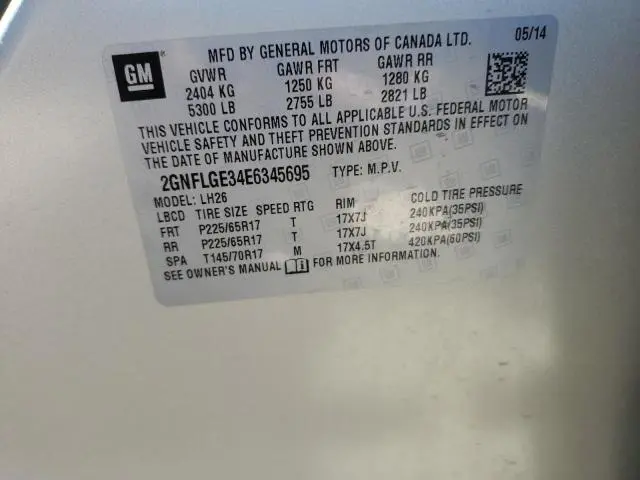 MFD BY GENERAL MOTORS OF CANADA LTD. 05/14
GM ®
GVWR GAWR FRT GAWR RR
2404 KG 1250 KG 1280 KG
5300 LB 2755 LB 2821 LB
THIS VEHICLE CONFORMS TO ALL APPLICABLE U.S. FEDERAL MOTOR
VEHICLE SAFETY AND THEFT PREVENTION STANDARDS IN EFFECT ON
THE DATE OF MANUFACTURE SHOWN ABOVE.
2GNFLGE34E6345695 TYPE: M.P.V.
MODEL: LH26
LBCD TIRE SIZE SPEED RTG RIM COLD TIRE PRESSURE
FRT P225/65R17 T 17X7J 240KPA(35PSI)
RR P225/65R17 T 17X7J 240KPA(35PSI)
SPA T145/70R17 M 17X4.5T 420KPA(60PSI)
SEE OWNER'S MANUAL i FOR MORE INFORMATION.